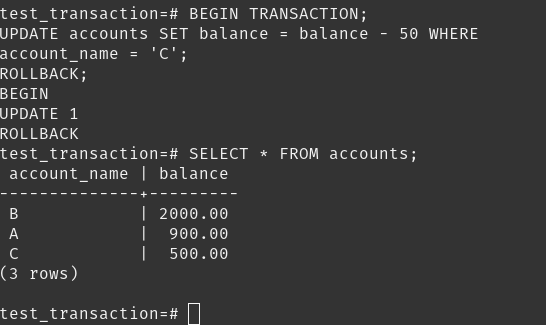 test_transaction=# BEGIN TRANSACTION;
UPDATE accounts SET balance = balance - 50 WHERE
account_name = 'C';
ROLLBACK;
BEGIN
UPDATE 1
ROLLBACK
test_transaction=# SELECT * FROM accounts;
 account_name | balance
--------------+---------
 B            | 2000.00
 A            |  900.00
 C            |  500.00
(3 rows)

test_transaction=#